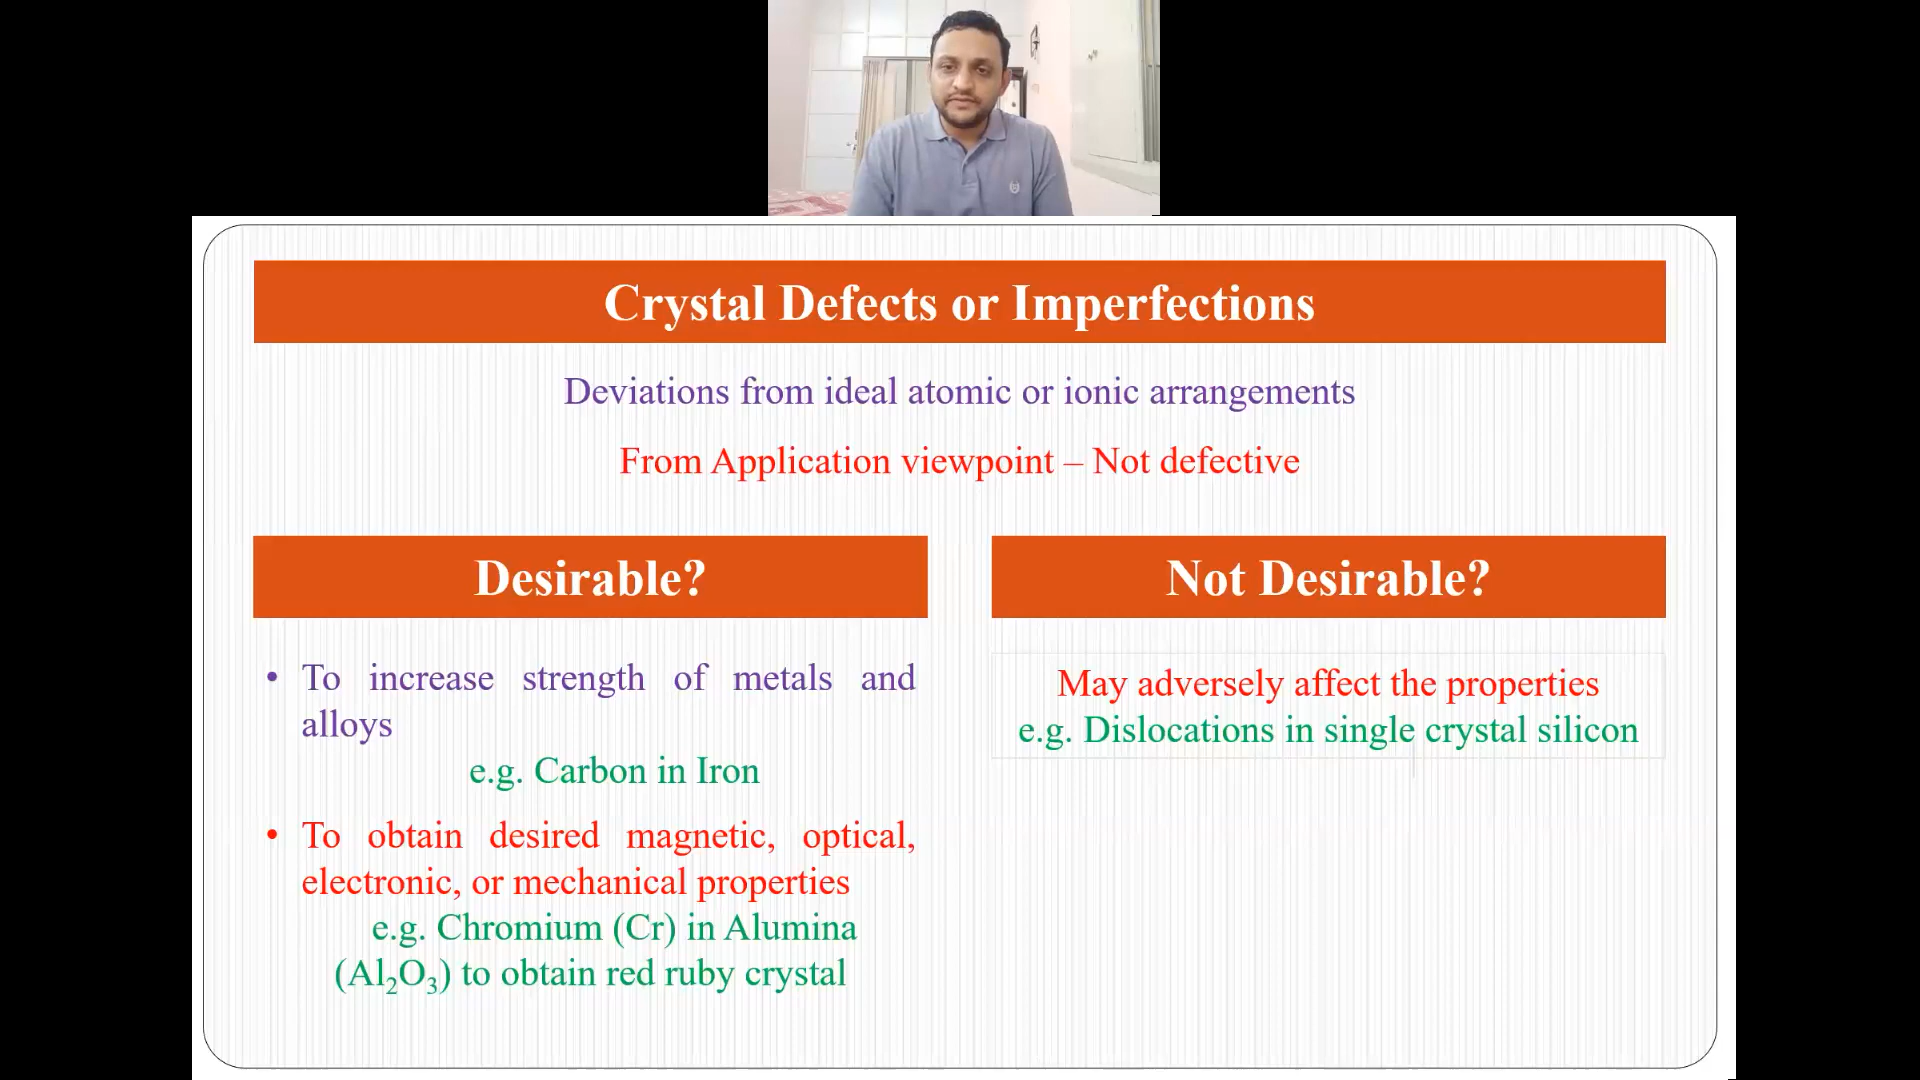 Crystal Defects or Imperfections
Deviations from ideal atomic or ionic arrangements
From Application viewpoint – Not defective
Desirable?
• To increase strength of metals and
alloys
e.g. Carbon in Iron
• To obtain desired magnetic, optical,
electronic, or mechanical properties
e.g. Chromium (Cr) in Alumina
(Al₂O₃) to obtain red ruby crystal
Not Desirable?
May adversely affect the properties
e.g. Dislocations in single crystal silicon